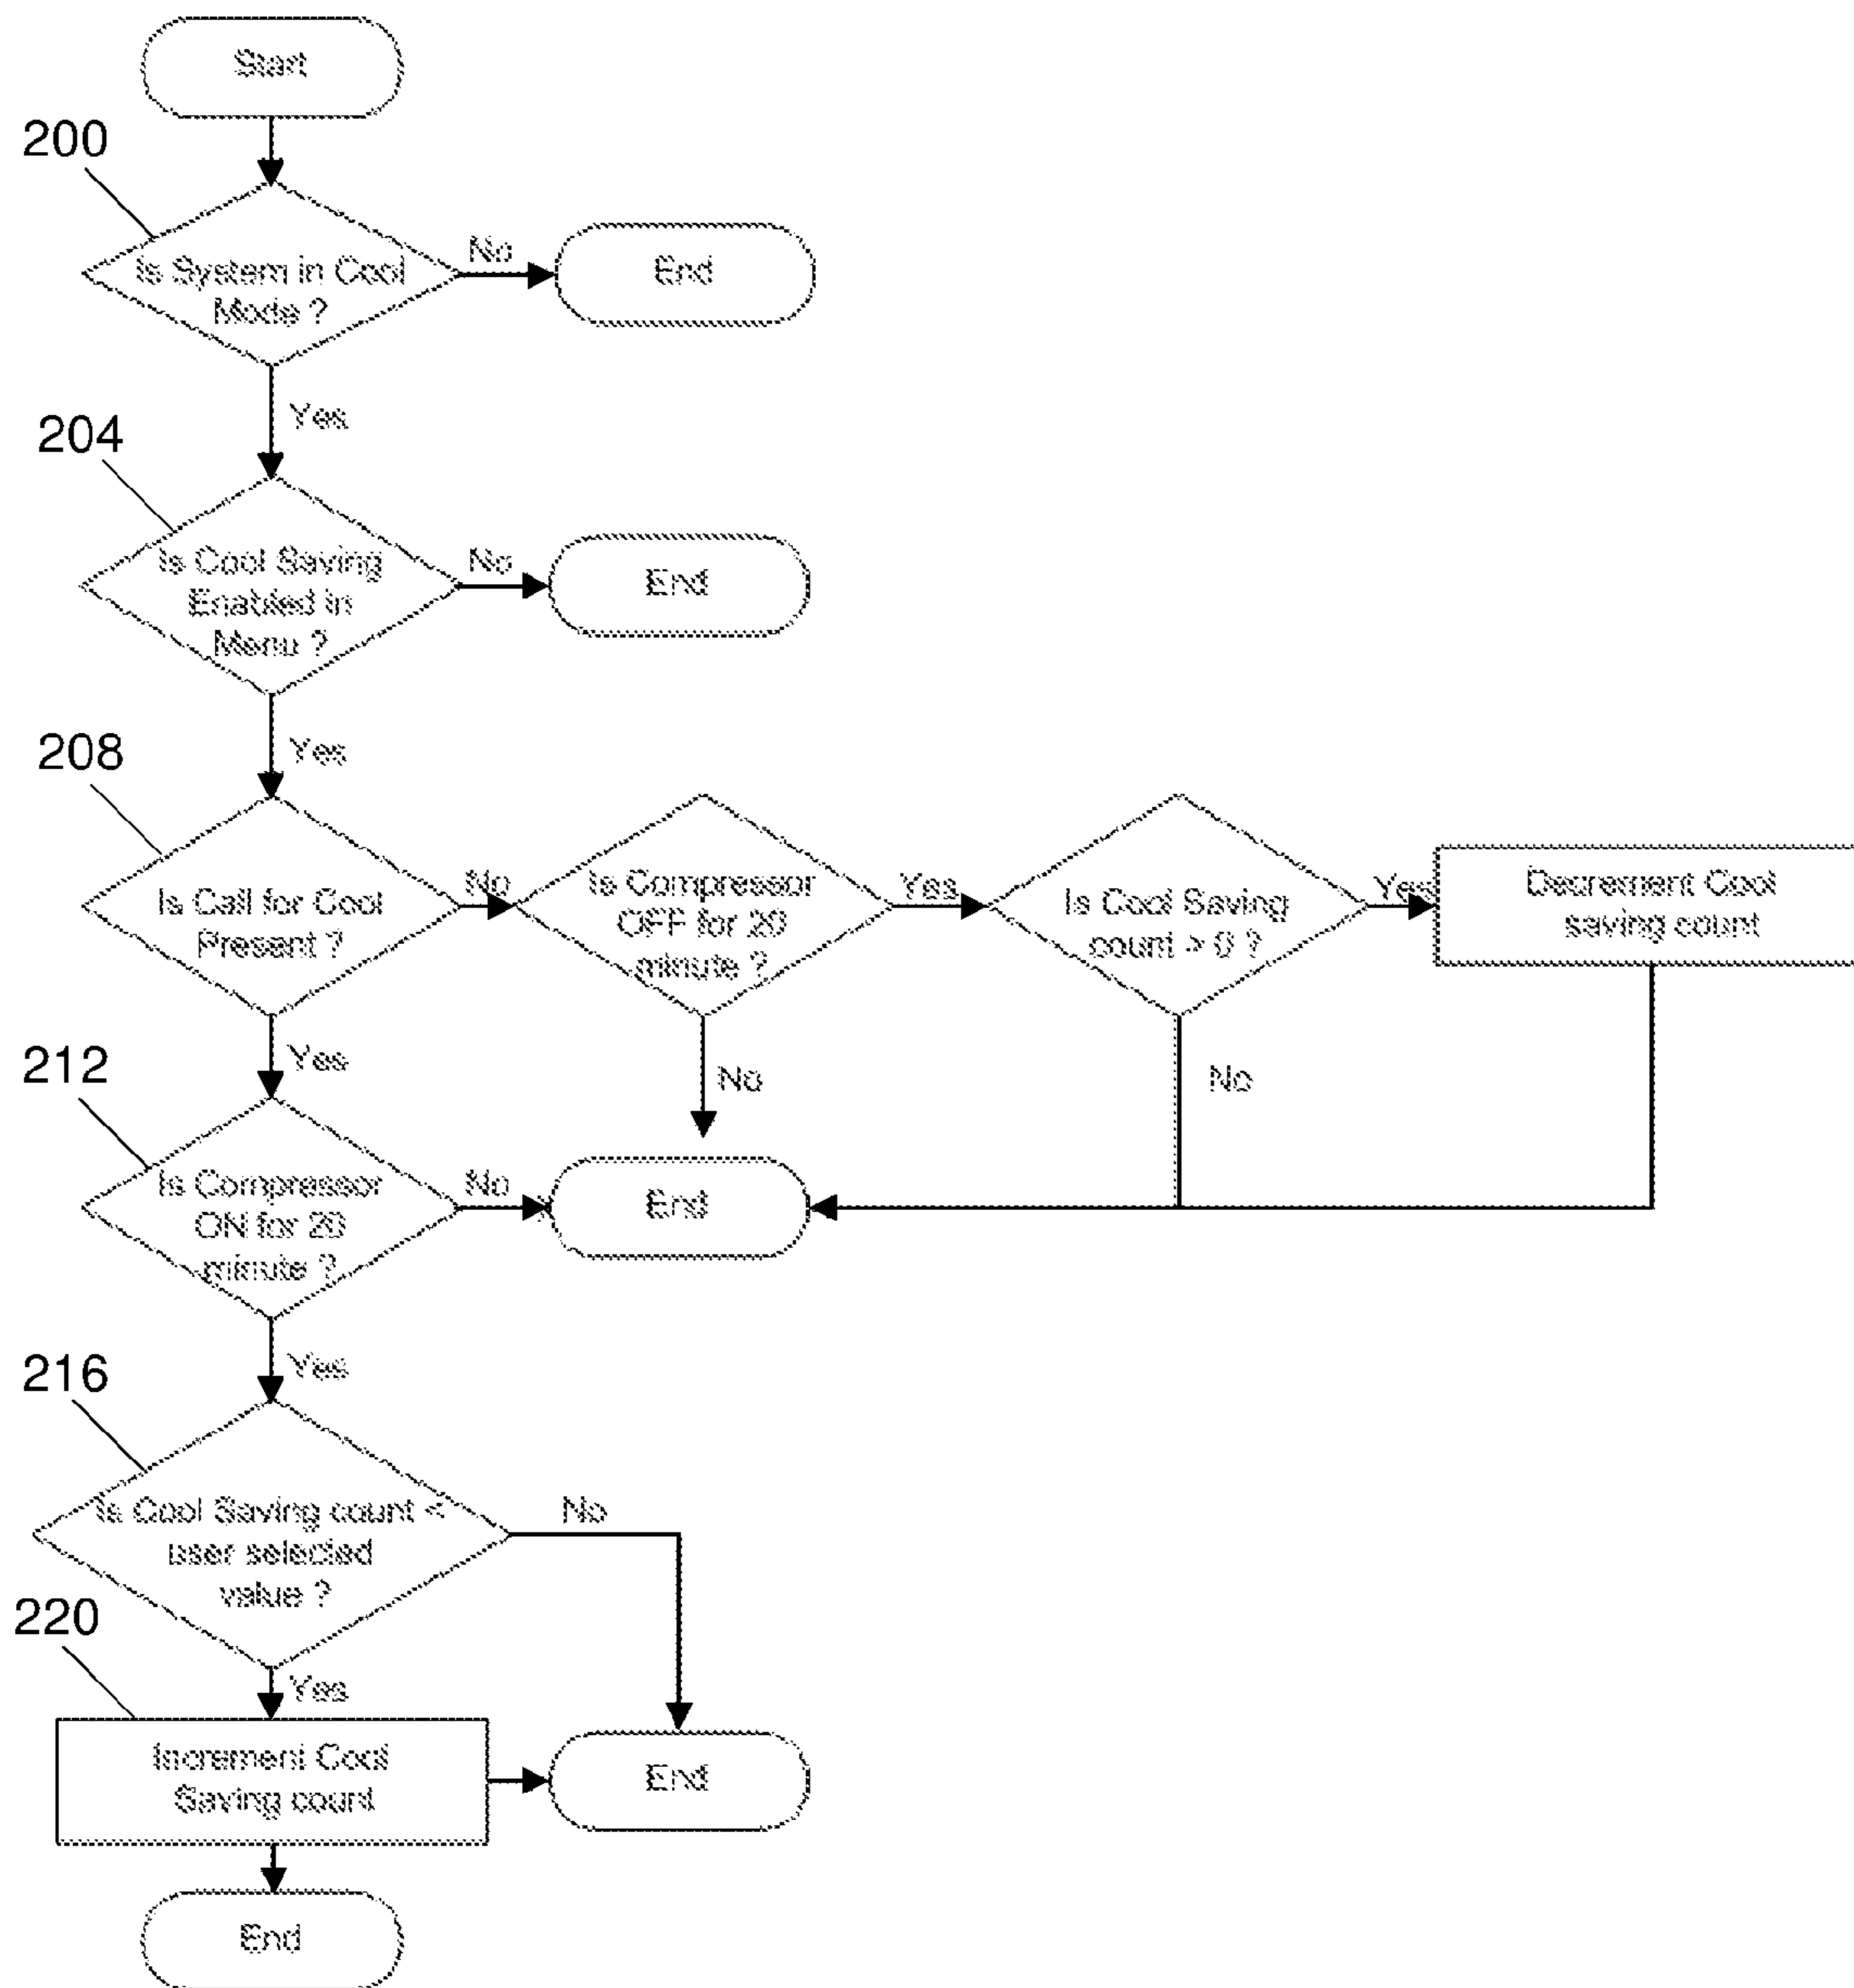 Start
200
Is System in Cool
Mode ?
No
End
Yes
204
Is Cool Saving
Enabled in
Menu ?
No
End
Yes
208
Is Call for Cool
Present ?
No
Is Compressor
OFF for 20
minute ?
Yes
Is Cool Saving
count > 0 ?
Yes
Decrement Cool
saving count
Yes
No
No
212
Is Compressor
ON for 20
minute ?
No
End
Yes
216
Is Cool Saving count <
user selected
value ?
No
Yes
220
Increment Cool
Saving count
End
End